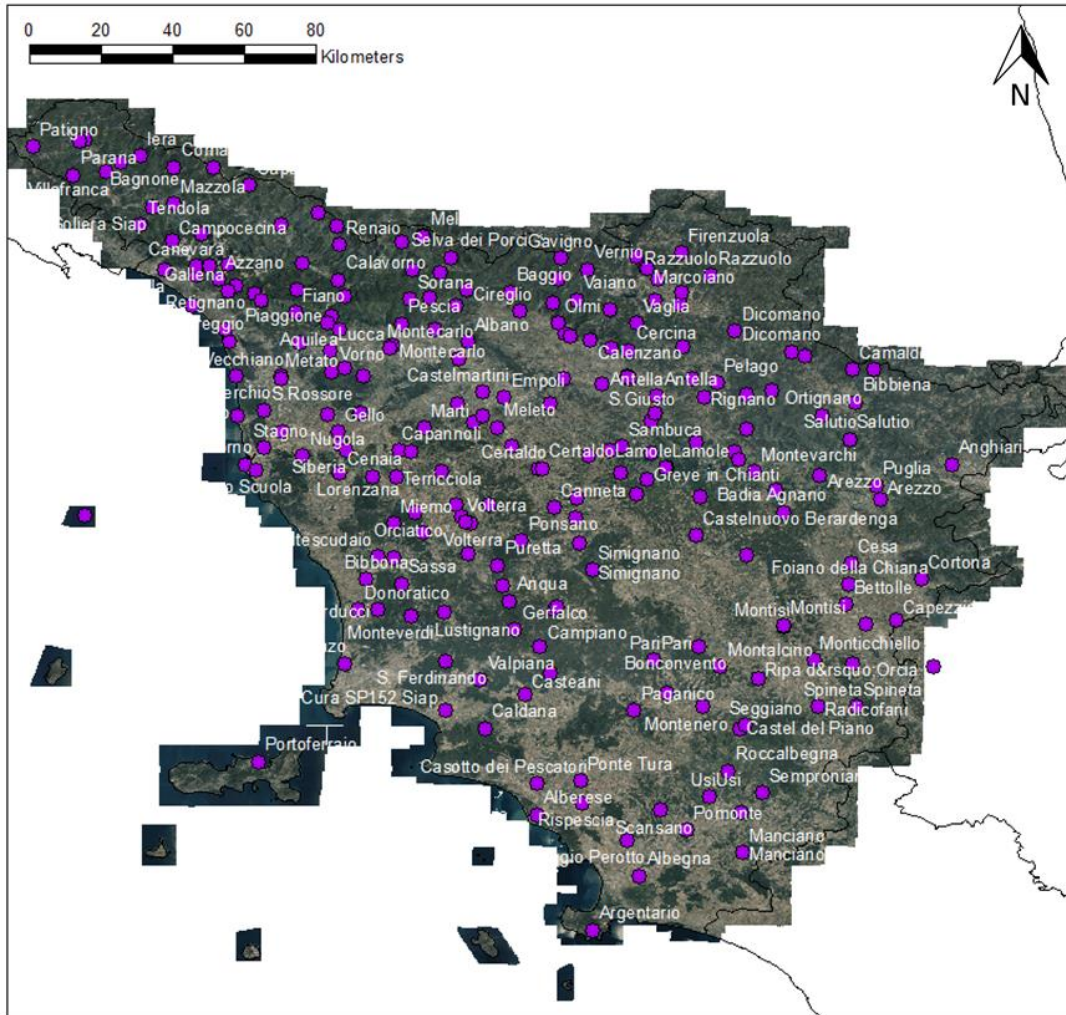 0 20 40 60 80
Kilometers
N
Patigno
Iera
Parana
Bagnone
Villefranca
Mazzola
Tendola
Soliera Siap
Campocecina
Renaio
Canevara
Selva dei Porci
Gavigno
Vernio
Firenzuola
Razzuolo
Razzuolo
Azzano
Calavorno
Gallena
Sorana
Baggio
Vaiano
Marcoiano
Retignano
Fiano
Pescia
Cireglio
Olmi
Vaglia
Piaggione
Dicomano
Aquilea
Lucca
Montecarlo
Albano
Cercina
Dicomano
Vecchiano
Metato
Vorno
Montecarlo
Calenzano
Pelago
Bibbiena
S.Rossore
Castelmartini
Empoli
Antella
Antella
Gello
Marti
Meleto
S.Giusto
Rignano
Ortignano
Stagno
Nugola
Capannoli
Sambuca
Salutio
Salutio
Cenaia
Certaldo
Certaldo
Lamole
Lamole
Montevarchi
Anghiari
Siberia
Lorenzana
Terricciola
Greve in Chianti
Arezzo
Puglia
Scuola
Canneta
Badia Agnano
Arezzo
Miemo
Volterra
Castelnuovo Berardenga
Orciatico
Ponsano
Volterra
Puretta
Simignano
Cesa
Bibbona
Sassa
Simignano
Foiano della Chiana
Cortona
Donoratico
Anqua
Bettolle
Gerfalco
Montisi
Montisi
Monteverdi
Lustignano
Campiano
Pari
Pari
Montalcino
Monticchiello
Valpiana
Bonconvento
Ripa d&rsquo;Orcia
S. Ferdinando
Casteani
Paganico
Spineta
Spineta
Cura SP152 Siap
Caldana
Montenero
Seggiano
Radicofani
Castel del Piano
Portoferraio
Roccalbegna
Casotto dei Pescatori
Ponte Tura
Usi
Usi
Alberese
Rispescia
Pomonte
Scansano
Manciano
Perotto
Albegna
Manciano
Argentario